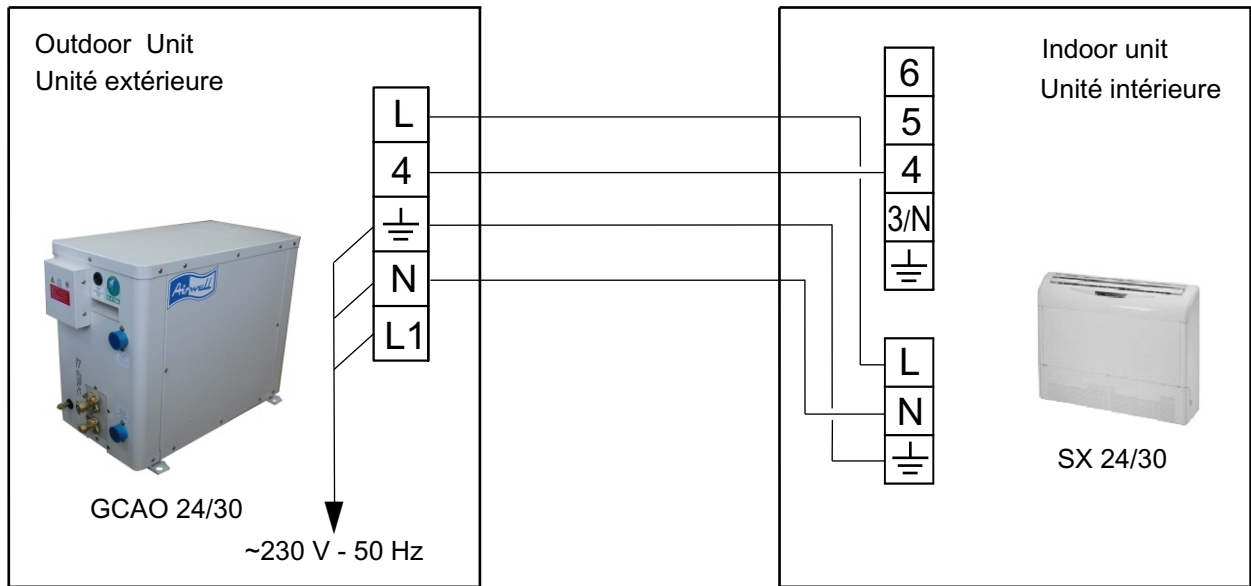 Outdoor Unit
Unité extérieure
L
4
N
L1
Airwell
GCAO 24/30
~230 V - 50 Hz
Indoor unit
Unité intérieure
6
5
4
3/N
L
N
SX 24/30